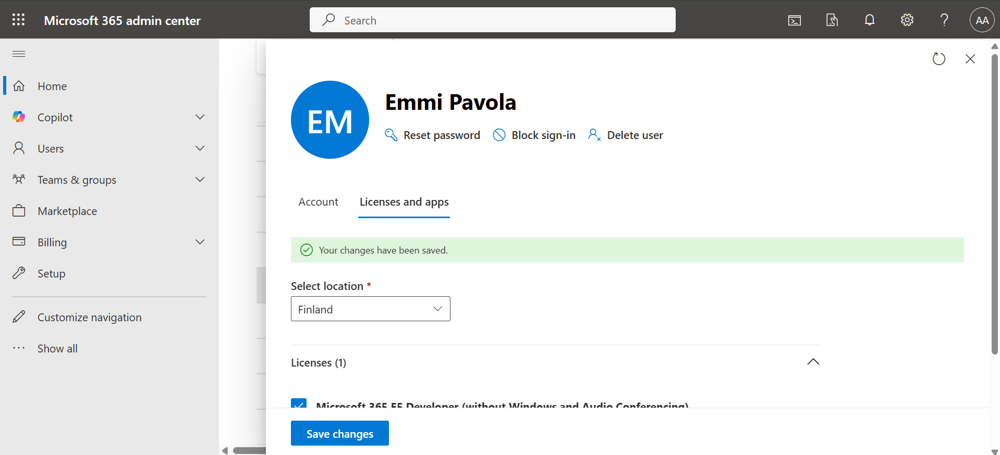 Microsoft 365 admin center
Search
AA
Home
Copilot
Users
Teams & groups
Marketplace
Billing
Setup
Customize navigation
Show all
EM
Emmi Pavola
Reset password
Block sign-in
Delete user
Account
Licenses and apps
Your changes have been saved.
Select location *
Finland
Licenses (1)
Microsoft 365 E5 Developer (without Windows and Audio Conferencing)
Save changes